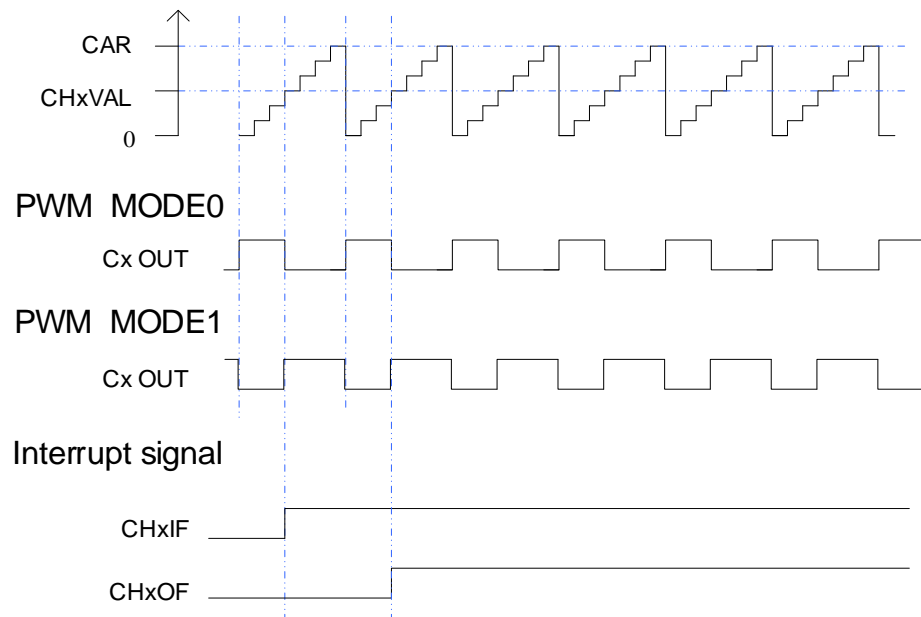 CAR
CHxVAL
0
PWM MODE0
Cx OUT
PWM MODE1
Cx OUT
Interrupt signal
CHxIF
CHxOF